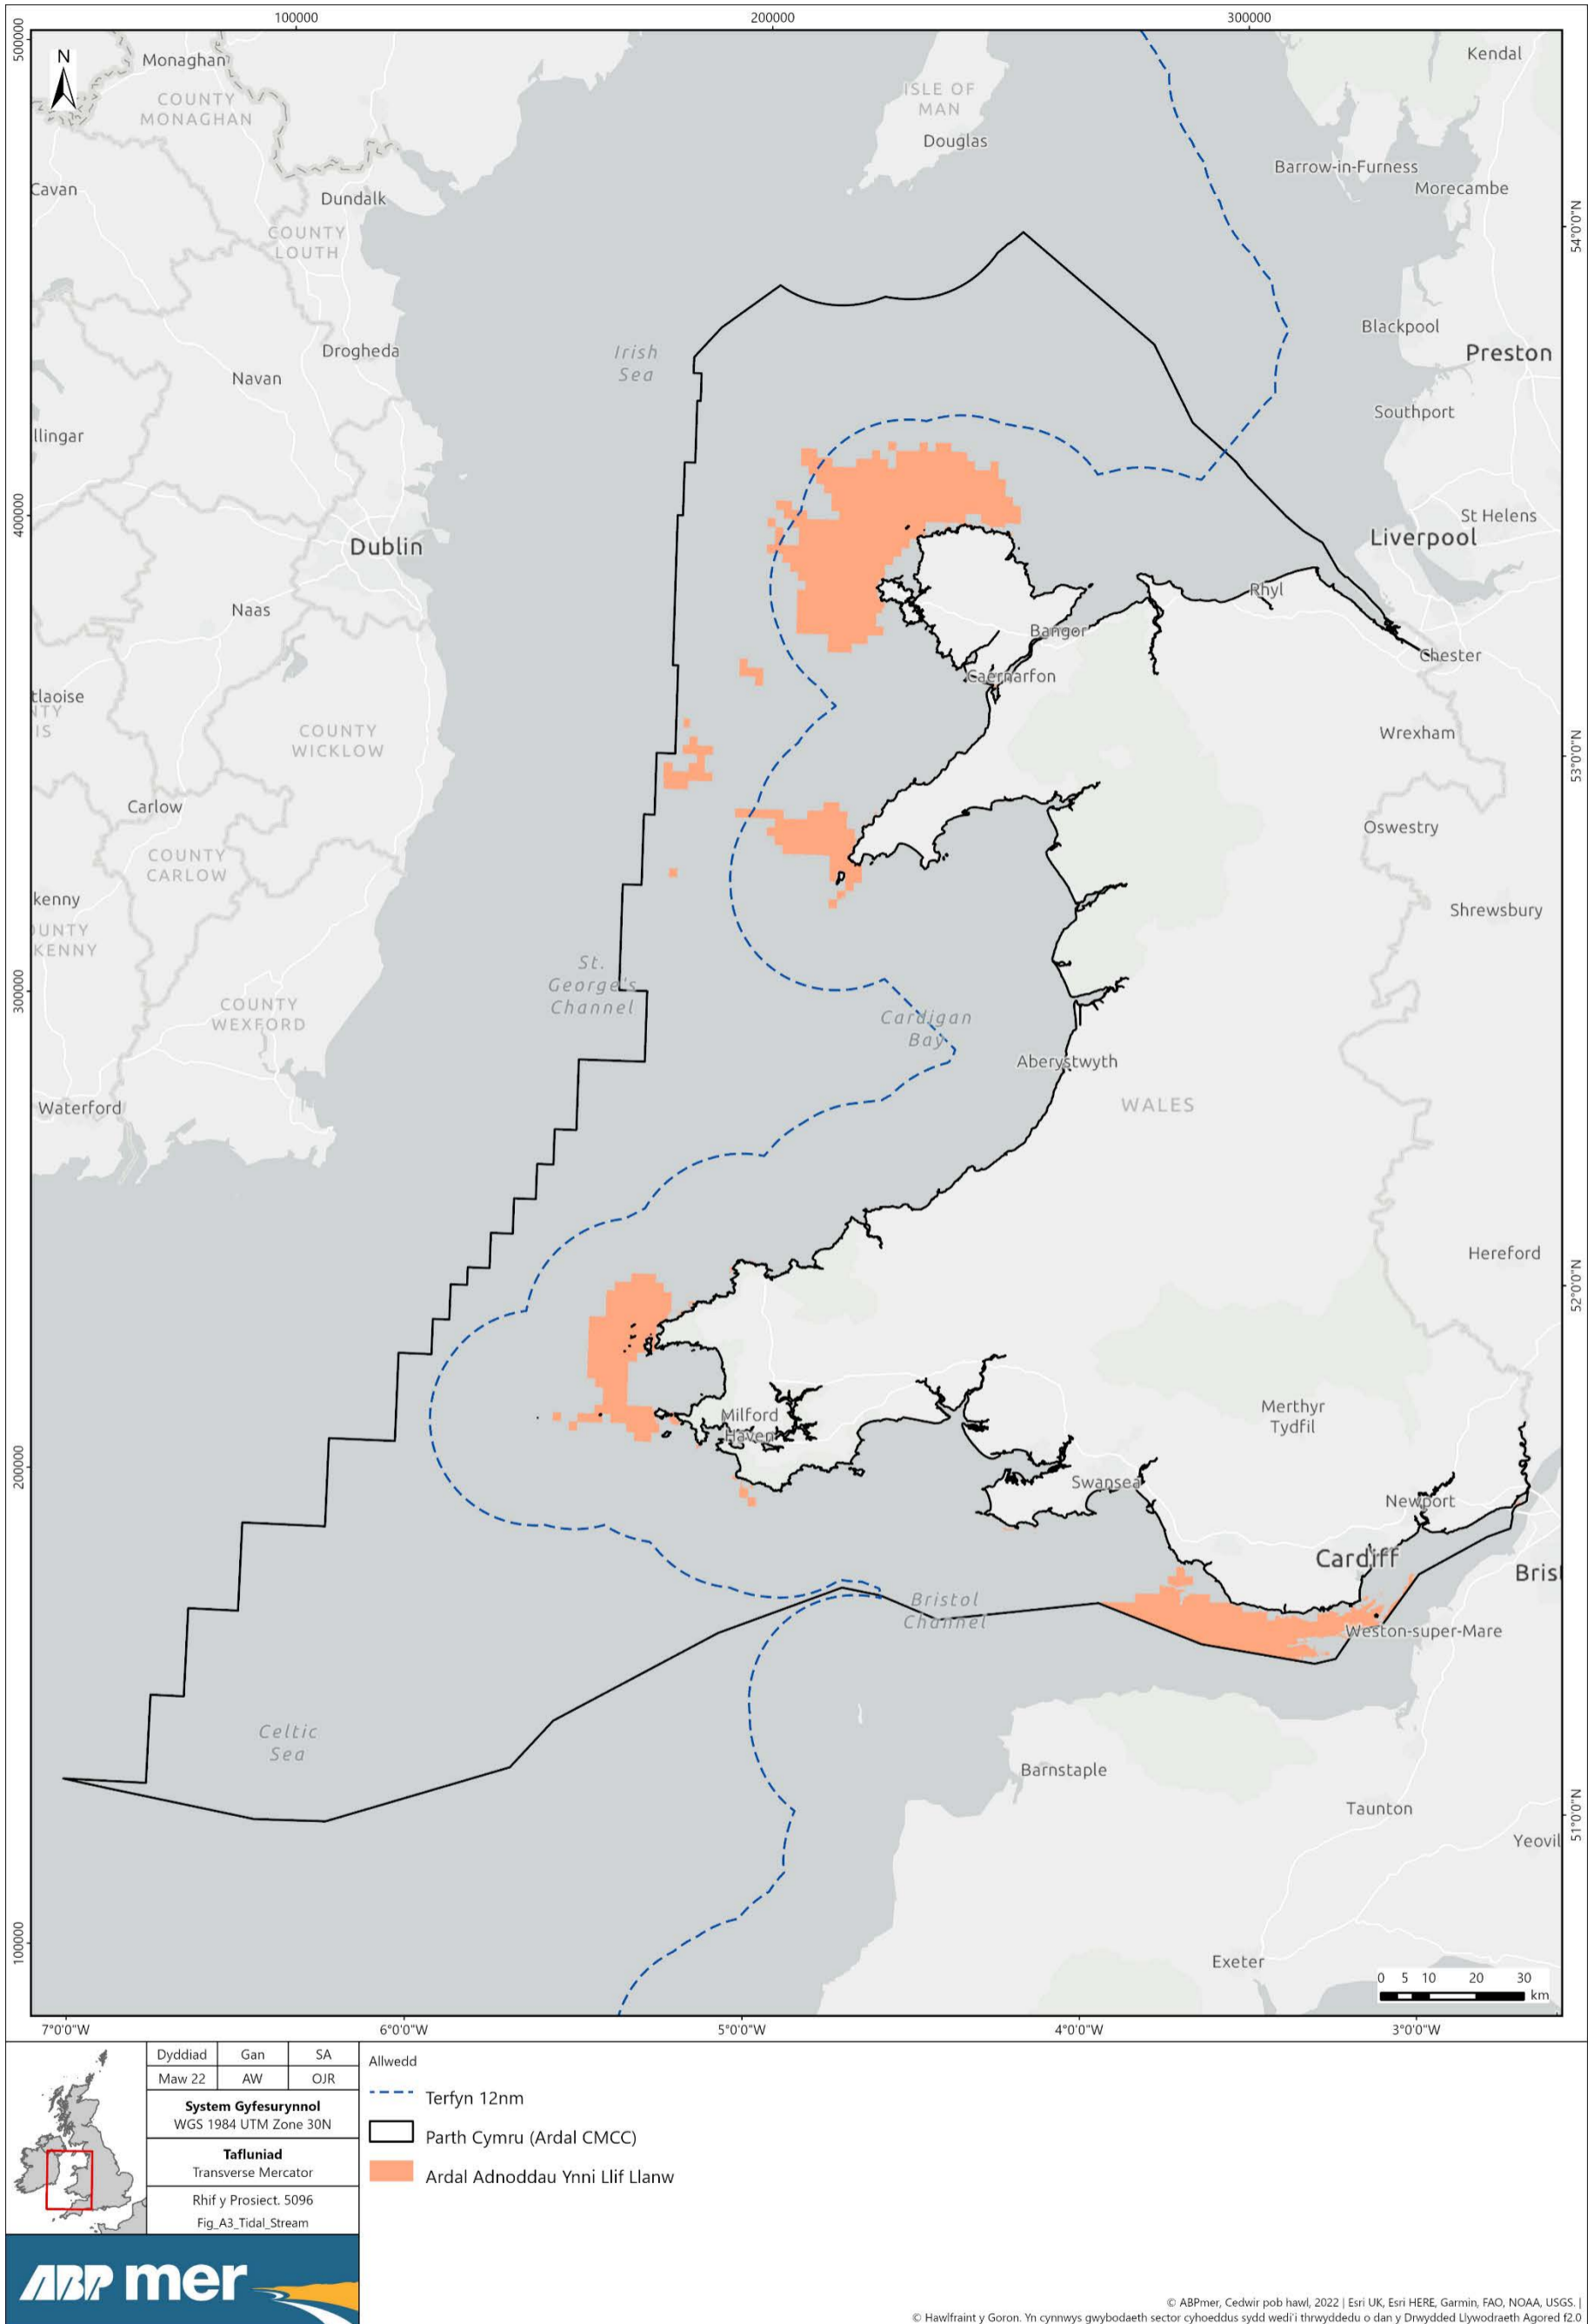 100000
200000
300000
500000
400000
300000
200000
100000
N
Monaghan
COUNTY
MONAGHAN
Cavan
Dundalk
COUNTY
LOUTH
ISLE OF
MAN
Douglas
Kendal
Barrow-in-Furness
Morecambe
54°0'0"N
Irish
Sea
Drogheda
Navan
Blackpool
Preston
Southport
llingar
St Helens
Liverpool
Dublin
Naas
Rhyl
Bangor
Caernarfon
Chester
tlaoise
NTY
IS
COUNTY
WICKLOW
Wrexham
53°0'0"N
Carlow
Oswestry
COUNTY
CARLOW
kenny
OUNTY
KENNY
Shrewsbury
St.
George's
Channel
COUNTY
WEXFORD
Cardigan
Bay
Aberystwyth
WALES
Waterford
Hereford
52°0'0"N
Milford
Haven
Merthyr
Tydfil
Swansea
Newport
Cardiff
Bris
Bristol
Channel
Weston-super-Mare
Celtic
Sea
Barnstaple
Taunton
51°0'0"N
Yeovil
Exeter
0 5 10 20 30
km
7°0'0"W
6°0'0"W
5°0'0"W
4°0'0"W
3°0'0"W
Dyddiad Gan SA
Maw 22 AW OJR
System Gyfesurynnol
WGS 1984 UTM Zone 30N
Tafluniad
Transverse Mercator
Rhif y Prosiect. 5096
Fig_A3_Tidal_Stream
ABPmer
Allwedd
Terfyn 12nm
Parth Cymru (Ardal CMCC)
Ardal Adnoddau Ynni Llif Llanw
© ABPmer, Cedwir pob hawl, 2022 | Esri UK, Esri HERE, Garmin, FAO, NOAA, USGS. |
© Hawlfraint y Goron. Yn cynnwys gwybodaeth sector cyhoeddus sydd wedi'i thrwyddedu o dan y Drwydded Llywodraeth Agored f2.0